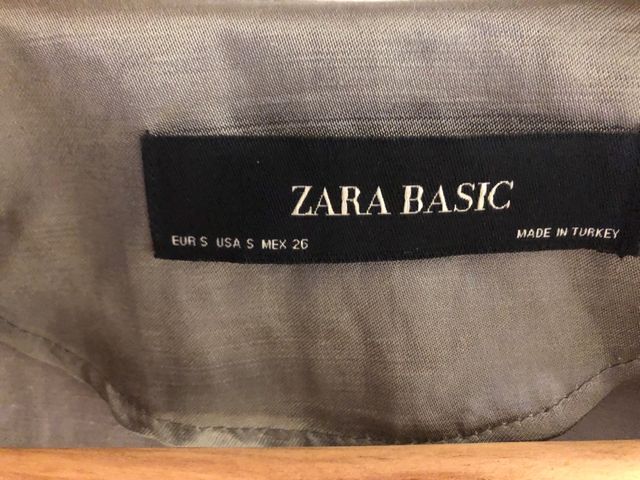 ZARA BASIC
EUR S USA S MEX 26
MADE IN TURKEY